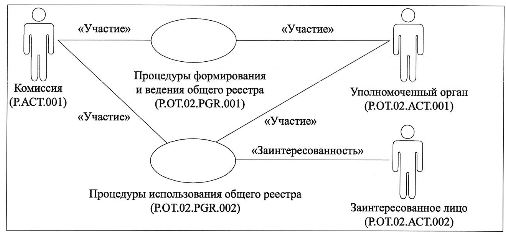 «Участие»
«Участие»
Процедуры формирования
и ведения общего реестра
(P.OT.02.PGR.001)
Комиссия
(P.ACT.001)
Уполномоченный орган
(P.OT.02.ACT.001)
«Участие»
«Участие»
«Заинтересованность»
Процедуры использования общего реестра
(P.OT.02.PGR.002)
Заинтересованное лицо
(P.OT.02.ACT.002)